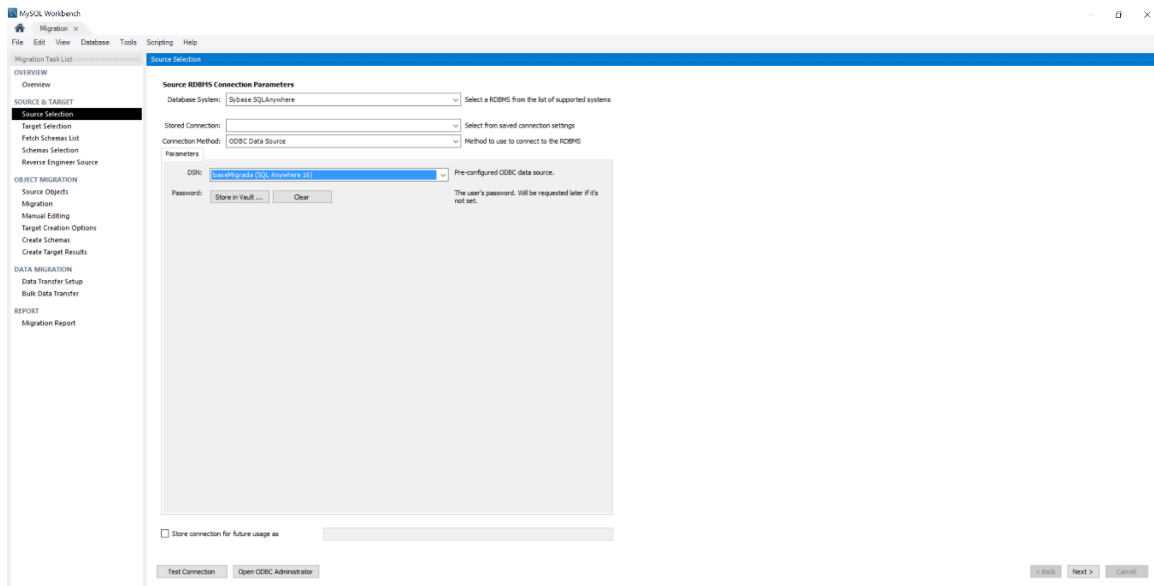 MySQL Workbench
Migration ×
File Edit View Database Tools Scripting Help
Migration Task List
OVERVIEW
Overview
SOURCE & TARGET
Source Selection
Target Selection
Fetch Schemas List
Schemas Selection
Reverse Engineer Source
OBJECT MIGRATION
Source Objects
Migration
Manual Editing
Target Creation Options
Create Schemas
Create Target Results
DATA MIGRATION
Data Transfer Setup
Bulk Data Transfer
REPORT
Migration Report
Source Selection
Source RDBMS Connection Parameters
Database System: Sybase SQLAnywhere Select a RDBMS from the list of supported systems
Stored Connection: Select from saved connection settings
Connection Method: ODBC Data Source Method to use to connect to the RDBMS
Parameters
DSN: baseMigrada (SQL Anywhere 16) Pre-configured ODBC data source.
Password: Store in Vault ... Clear The user's password. Will be requested later if it's
not set.
Store connection for future usage as
Test Connection Open ODBC Administrator < Back Next > Cancel